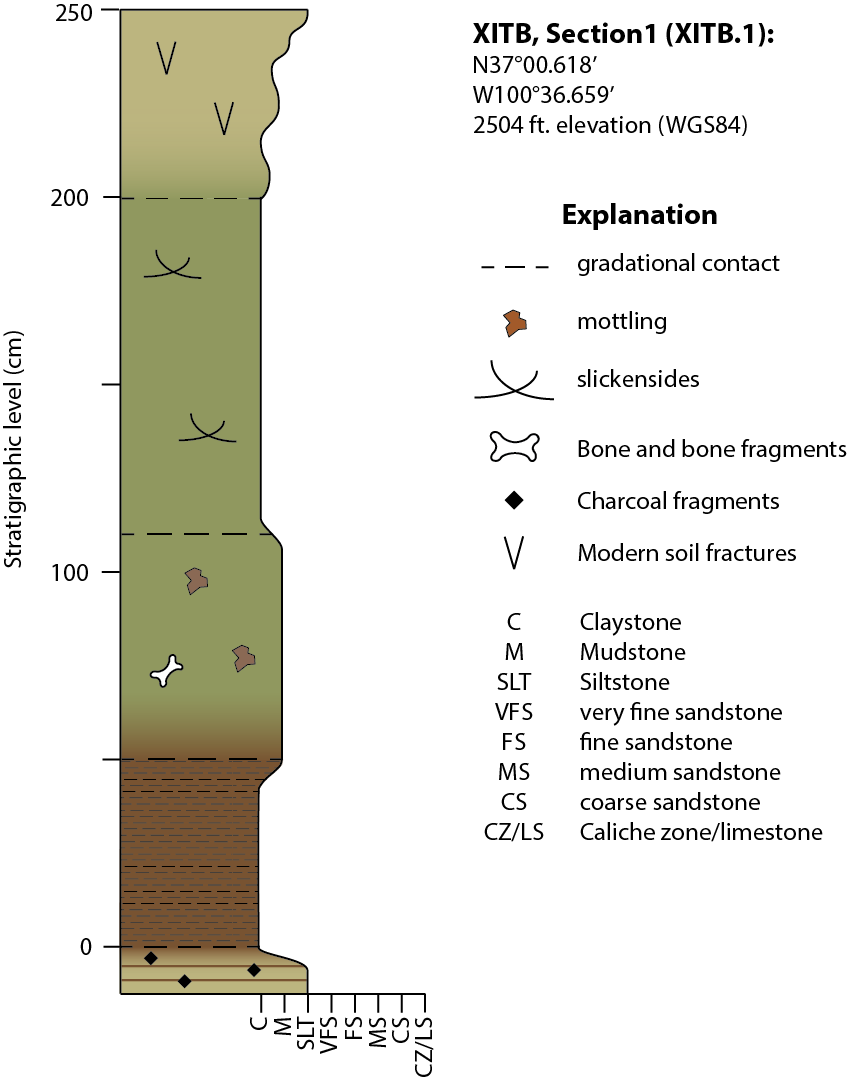 250
200
100
0
Stratigraphic level (cm)
C
M
SLT
VFS
FS
MS
CS
CZ/LS
XITB, Section1 (XITB.1):
N37°00.618’
W100°36.659’
2504 ft. elevation (WGS84)
Explanation
gradational contact
mottling
slickensides
Bone and bone fragments
Charcoal fragments
Modern soil fractures
C Claystone
M Mudstone
SLT Siltstone
VFS very fine sandstone
FS fine sandstone
MS medium sandstone
CS coarse sandstone
CZ/LS Caliche zone/limestone